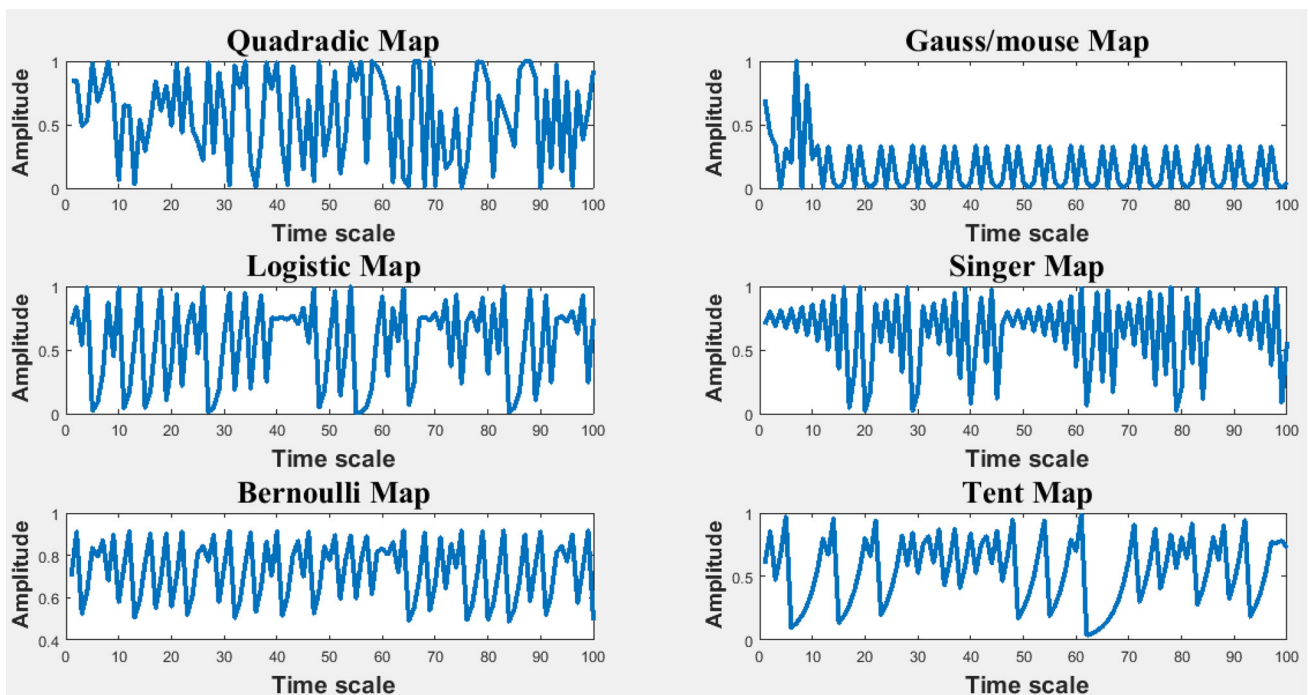 Quadradic Map
Amplitude
1
0.5
0
0 10 20 30 40 50 60 70 80 90 100
Time scale
Gauss/mouse Map
Amplitude
1
0.5
0
0 10 20 30 40 50 60 70 80 90 100
Time scale
Logistic Map
Amplitude
1
0.5
0
0 10 20 30 40 50 60 70 80 90 100
Time scale
Singer Map
Amplitude
1
0.5
0
0 10 20 30 40 50 60 70 80 90 100
Time scale
Bernoulli Map
Amplitude
1
0.8
0.6
0.4
0 10 20 30 40 50 60 70 80 90 100
Time scale
Tent Map
Amplitude
1
0.5
0
0 10 20 30 40 50 60 70 80 90 100
Time scale